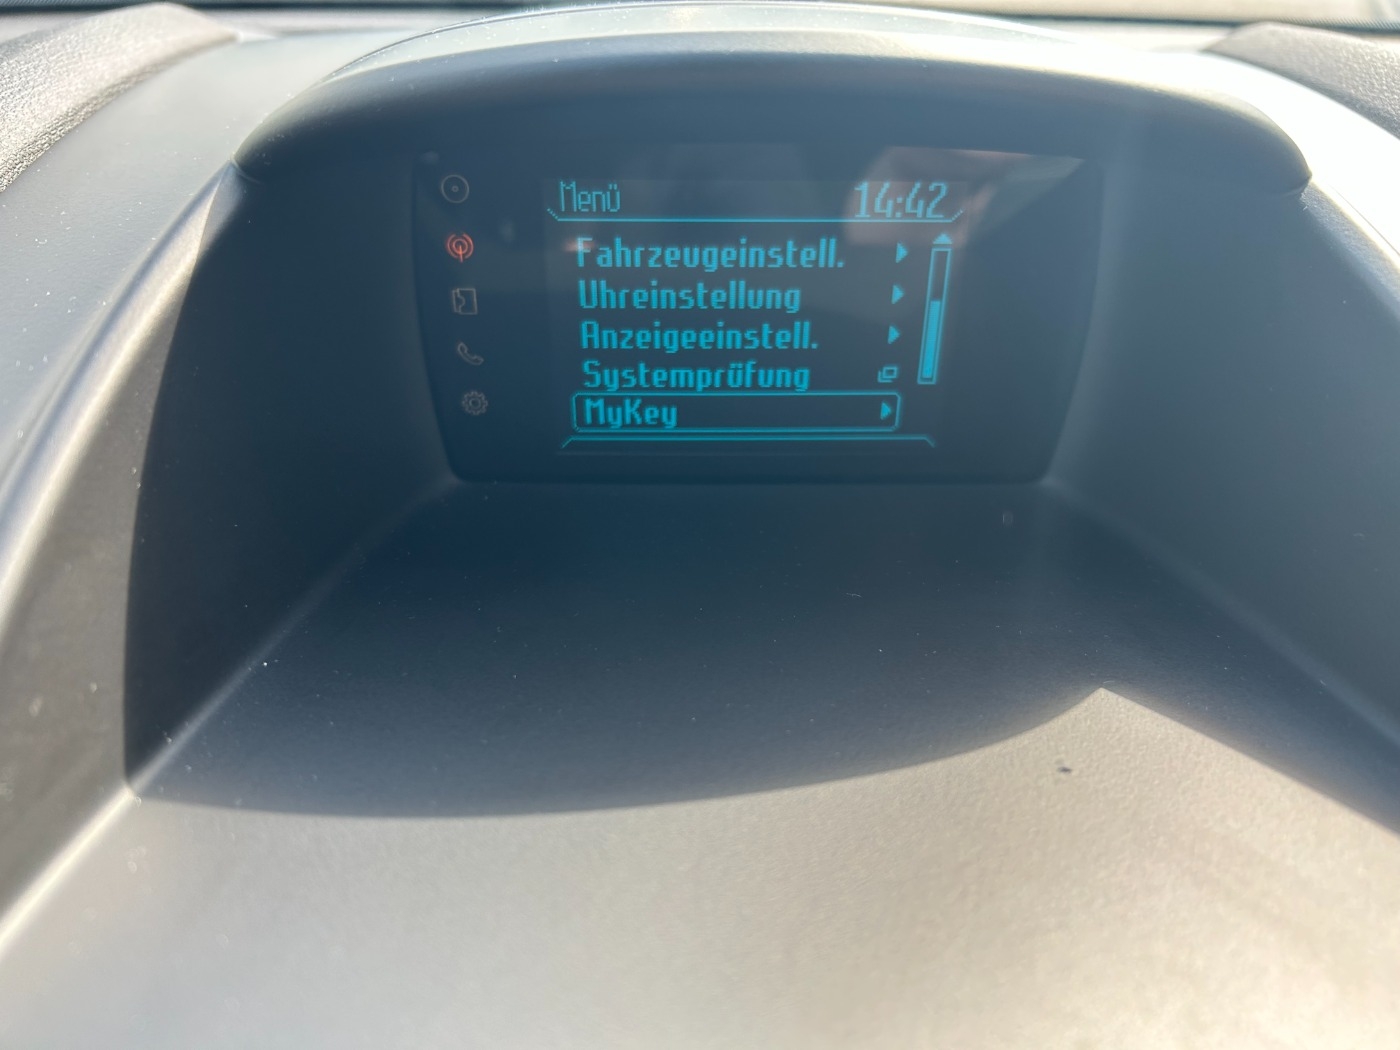 Menü 14:42
Fahrzeugeinstell.
Uhreinstellung
Anzeigeeinstell.
Systemprüfung
MyKey